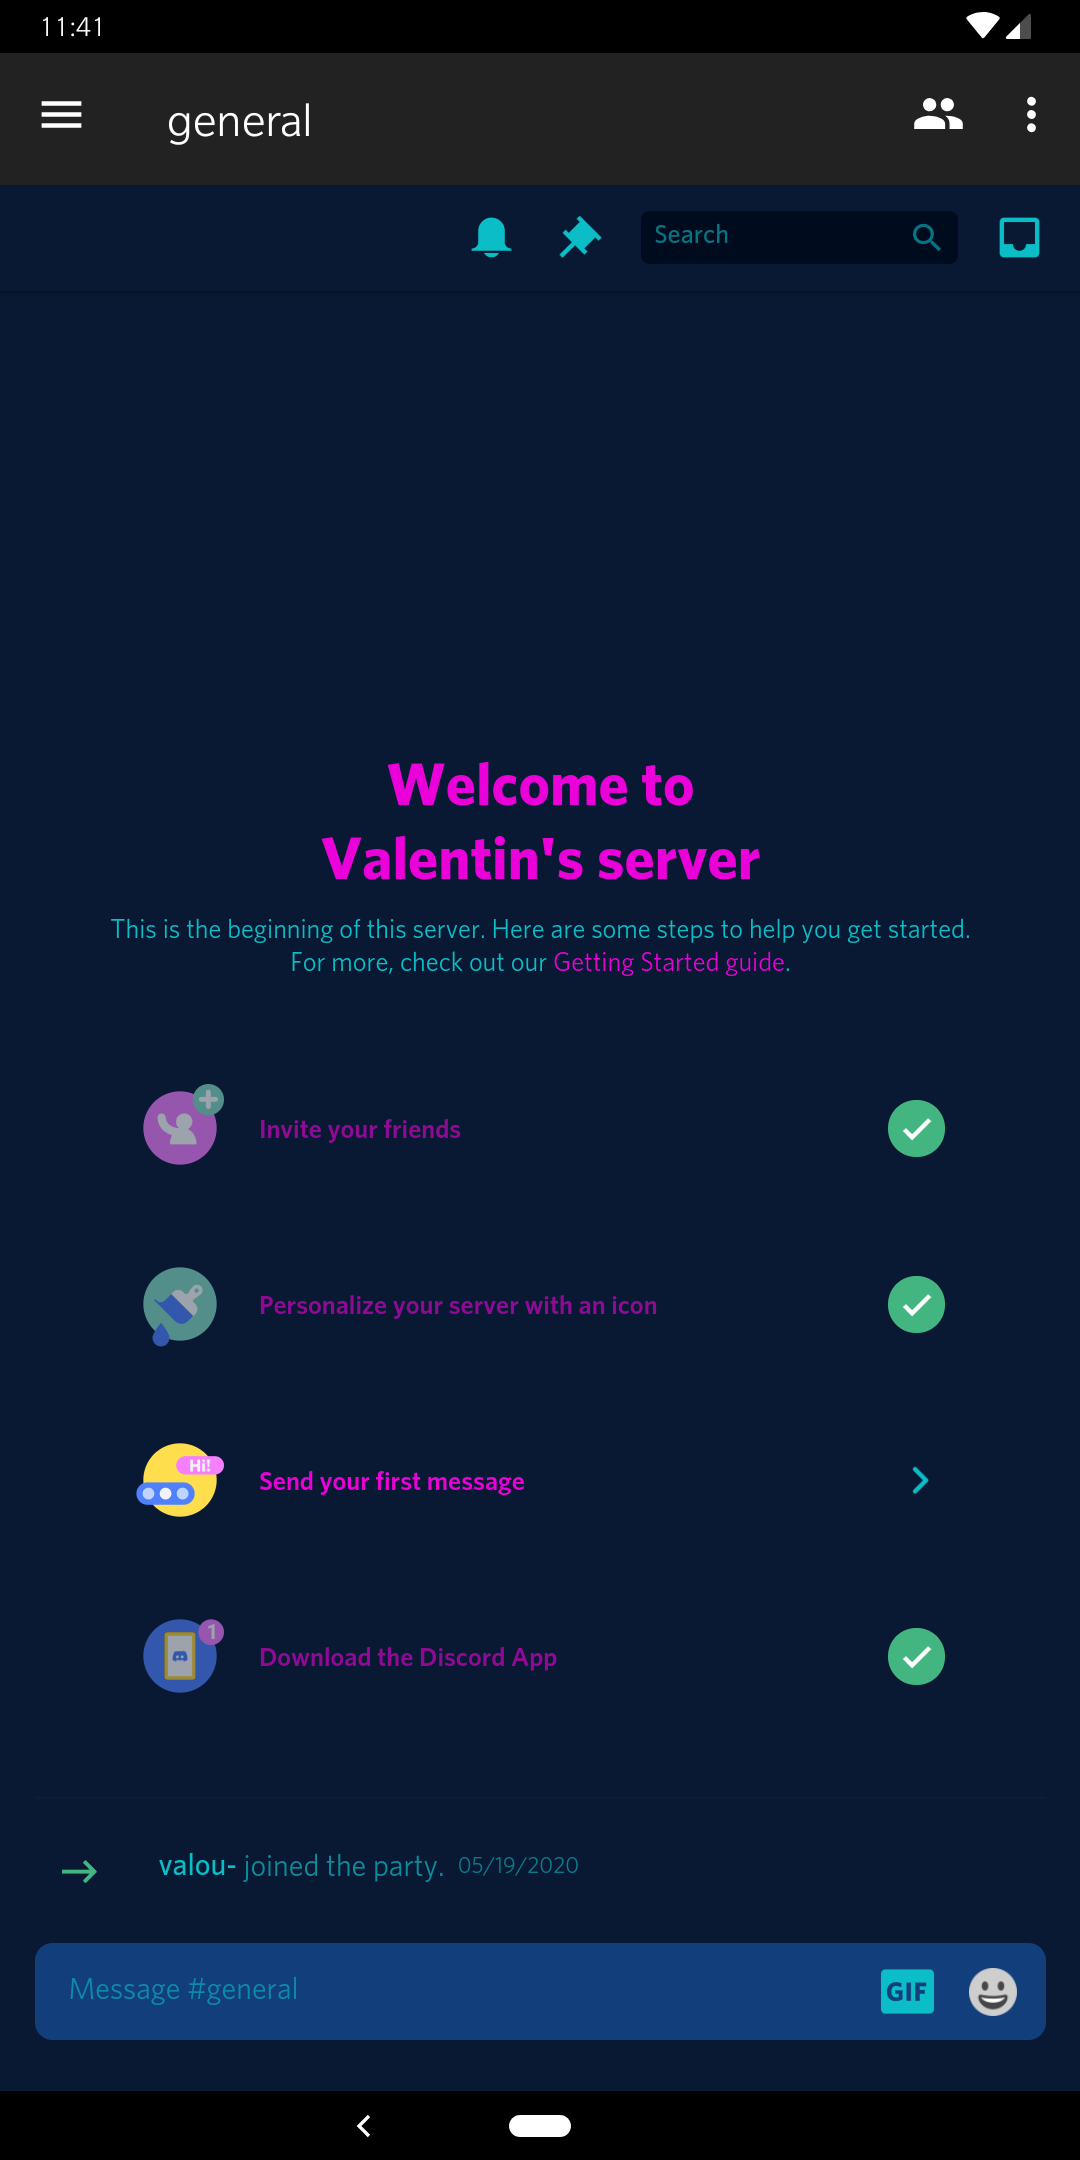 11:41
general
Search
Welcome to
Valentin's server
This is the beginning of this server. Here are some steps to help you get started.
For more, check out our Getting Started guide.
Invite your friends
Personalize your server with an icon
Hi!
Send your first message
1
Download the Discord App
valou- joined the party. 05/19/2020
Message #general
GIF